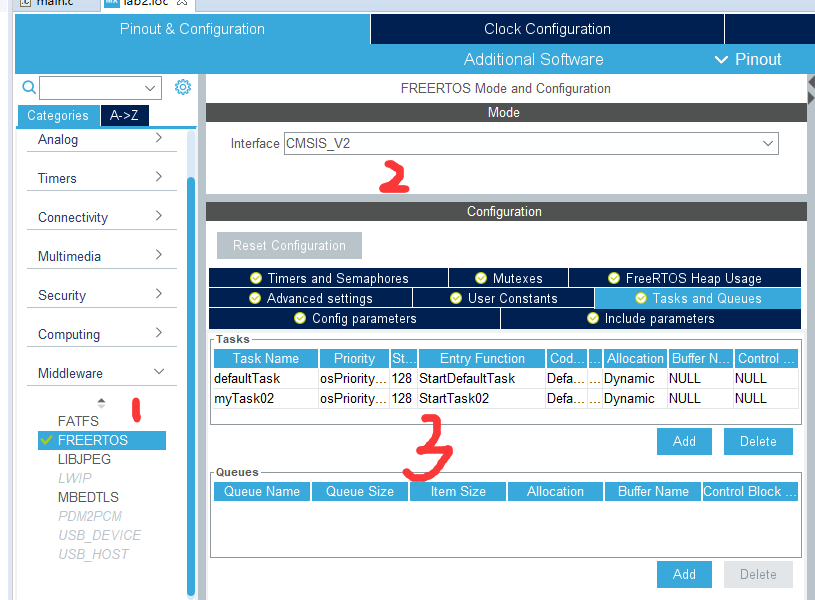 main.c lab2.ioc
Pinout & Configuration Clock Configuration
Additional Software Pinout
FREERTOS Mode and Configuration
Categories A->Z
Mode
Analog
Interface CMSIS_V2
Timers
2
Connectivity
Configuration
Reset Configuration
Multimedia
Timers and Semaphores Mutexes FreeRTOS Heap Usage
Security
Advanced settings User Constants Tasks and Queues
Config parameters Include parameters
Computing
Tasks
Task Name Priority St... Entry Function Cod... ... Allocation Buffer N... Control ...
Middleware
defaultTask osPriority... 128 StartDefaultTask Defa... ... Dynamic NULL NULL
myTask02 osPriority... 128 StartTask02 Defa... ... Dynamic NULL NULL
1
FATFS
3
FREERTOS
Add Delete
LIBJPEG
Queues
LWIP
Queue Name Queue Size Item Size Allocation Buffer Name Control Block ...
MBEDTLS
PDM2PCM
USB_DEVICE
USB_HOST
Add Delete